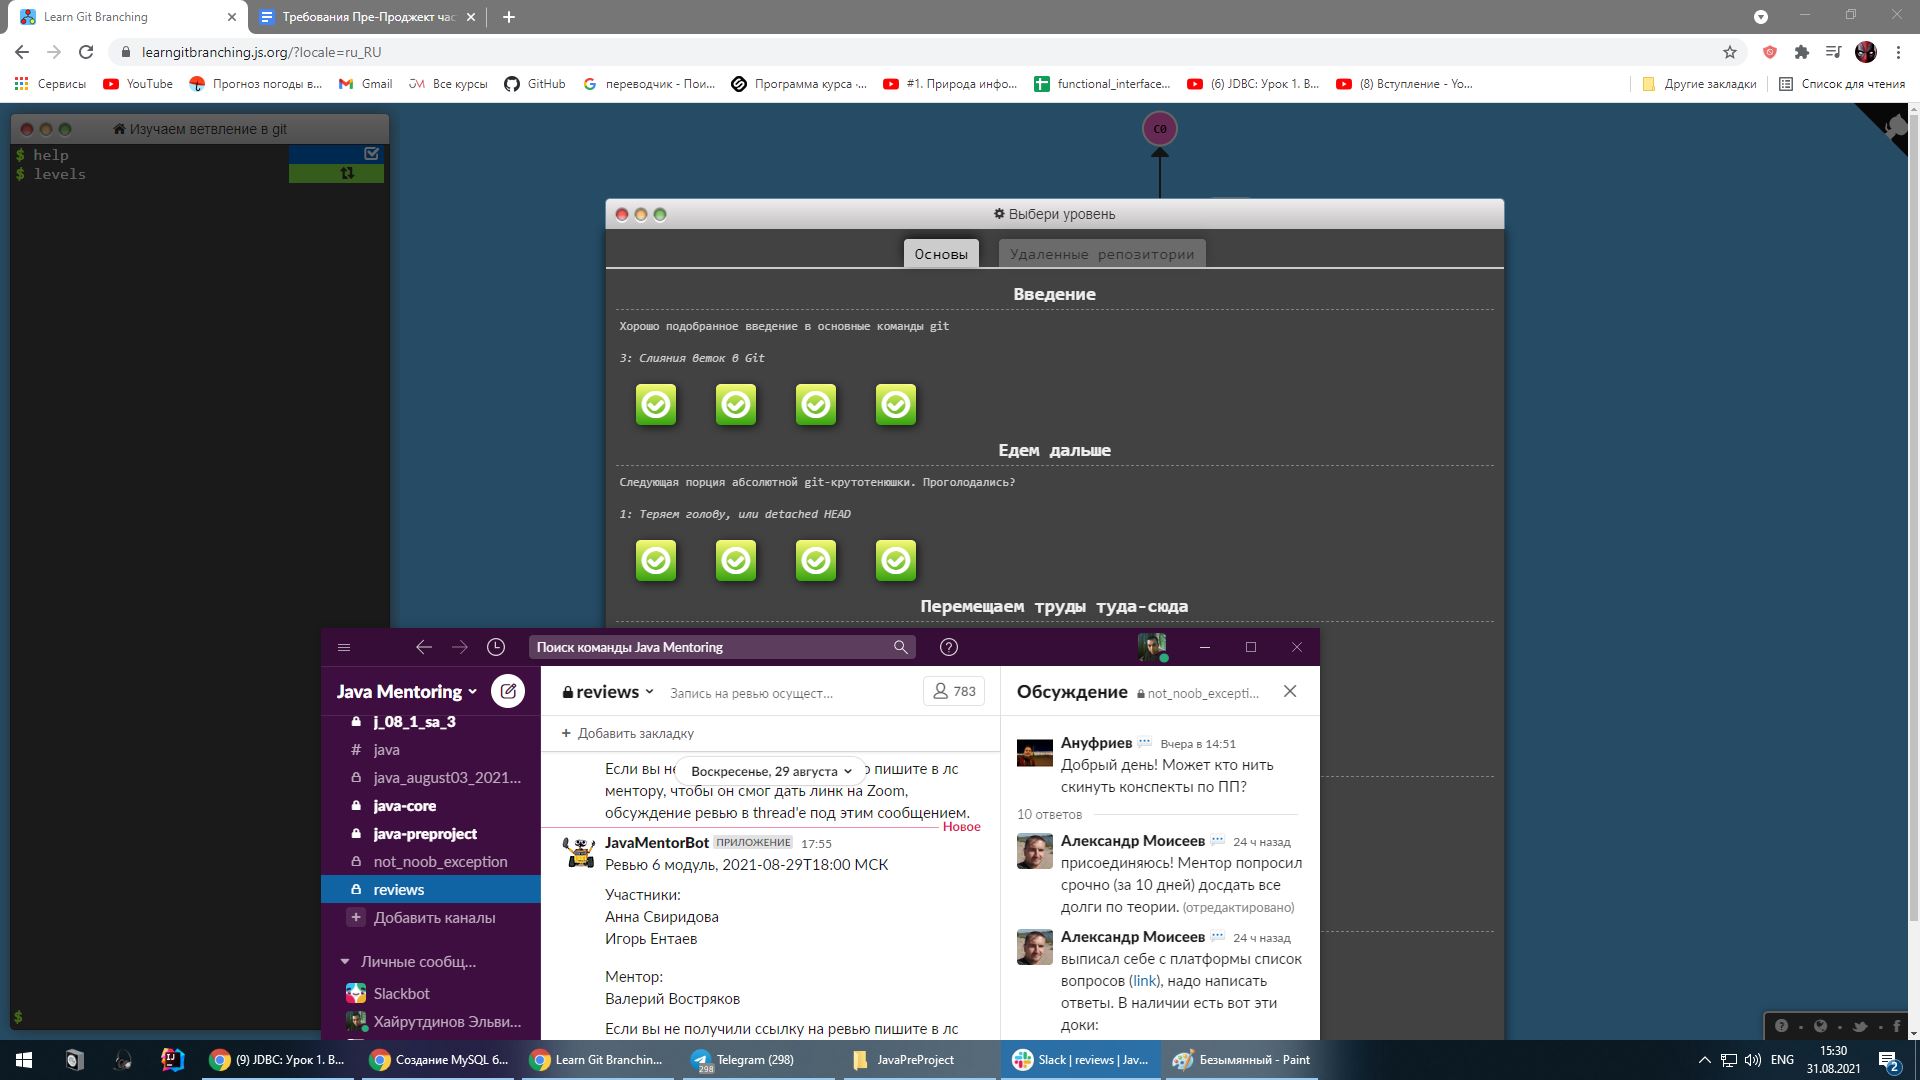 Learn Git Branching
Требования Пре-Проджект час
learngitbranching.js.org/?locale=ru_RU
Сервисы
YouTube
Прогноз погоды в...
Gmail
Все курсы
GitHub
переводчик - Пои...
Программа курса -...
#1. Природа инфо...
functional_interface...
(6) JDBC: Урок 1. В...
(8) Вступление - Yo...
Другие закладки
Список для чтения
Изучаем ветвление в git
$ help
$ levels
$
C0
Выбери уровень
Основы
Удаленные репозитории
Введение
Хорошо подобранное введение в основные команды git
3: Слияния веток в Git
Едем дальше
Следующая порция абсолютной git-крутотенюшки. Проголодались?
1: Теряем голову, или detached HEAD
Перемещаем труды туда-сюда
Поиск команды Java Mentoring
Java Mentoring
j_08_1_sa_3
# java
java_august03_2021...
java-core
java-preproject
not_noob_exception
reviews
+ Добавить каналы
Личные сообщ...
Slackbot
Хайрутдинов Эльви...
reviews
Запись на ревью осущест...
783
+ Добавить закладку
Воскресенье, 29 августа
Если вы не
о пишите в лс
ментору, чтобы он смог дать линк на Zoom,
обсуждение ревью в thread'е под этим сообщением.
Новое
JavaMentorBot ПРИЛОЖЕНИЕ 17:55
Ревью 6 модуль, 2021-08-29T18:00 МСК
Участники:
Анна Свиридова
Игорь Ентаев
Ментор:
Валерий Востряков
Если вы не получили ссылку на ревью пишите в лс
Обсуждение
not_noob_excepti...
Ануфриев Вчера в 14:51
Добрый день! Может кто нить
скинуть конспекты по ПП?
10 ответов
Александр Моисеев 24 ч назад
присоединяюсь! Ментор попросил
срочно (за 10 дней) досдать все
долги по теории. (отредактировано)
Александр Моисеев 24 ч назад
выписал себе с платформы список
вопросов (link), надо написать
ответы. В наличии есть вот эти
доки:
(9) JDBC: Урок 1. В...
Создание MySQL б...
Learn Git Branchin...
Telegram (298)
298
JavaPreProject
Slack | reviews | Jav...
Безымянный - Paint
ENG
15:30
31.08.2021
2